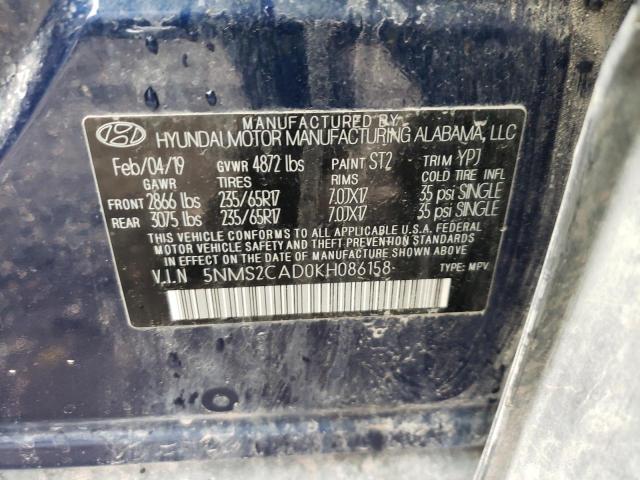 MANUFACTURED BY
HYUNDAI MOTOR MANUFACTURING ALABAMA, LLC
Feb/04/19 GVWR 4872 lbs PAINT ST2 TRIM YPJ
GAWR TIRES RIMS COLD TIRE INFL
FRONT 2866 lbs 235/65R17 7.0JX17 35 psi SINGLE
REAR 3075 lbs 235/65R17 7.0JX17 35 psi SINGLE
THIS VEHICLE CONFORMS TO ALL APPLICABLE U.S.A. FEDERAL
MOTOR VEHICLE SAFETY AND THEFT PREVENTION STANDARDS
IN EFFECT ON THE DATE OF MANUFACTURE SHOWN ABOVE.
V.I.N 5NMS2CAD0KH086158 TYPE: MPV